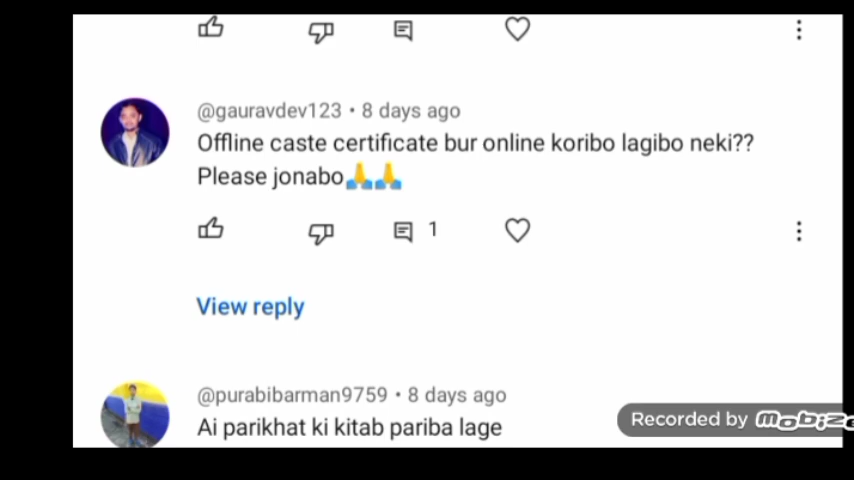 @gauravdev123 • 8 days ago
Offline caste certificate bur online koribo lagibo neki??
Please jonabo🙏🙏
1
View reply
@purabibarman9759 • 8 days ago
Ai parikhat ki kitab pariba lage
Recorded by